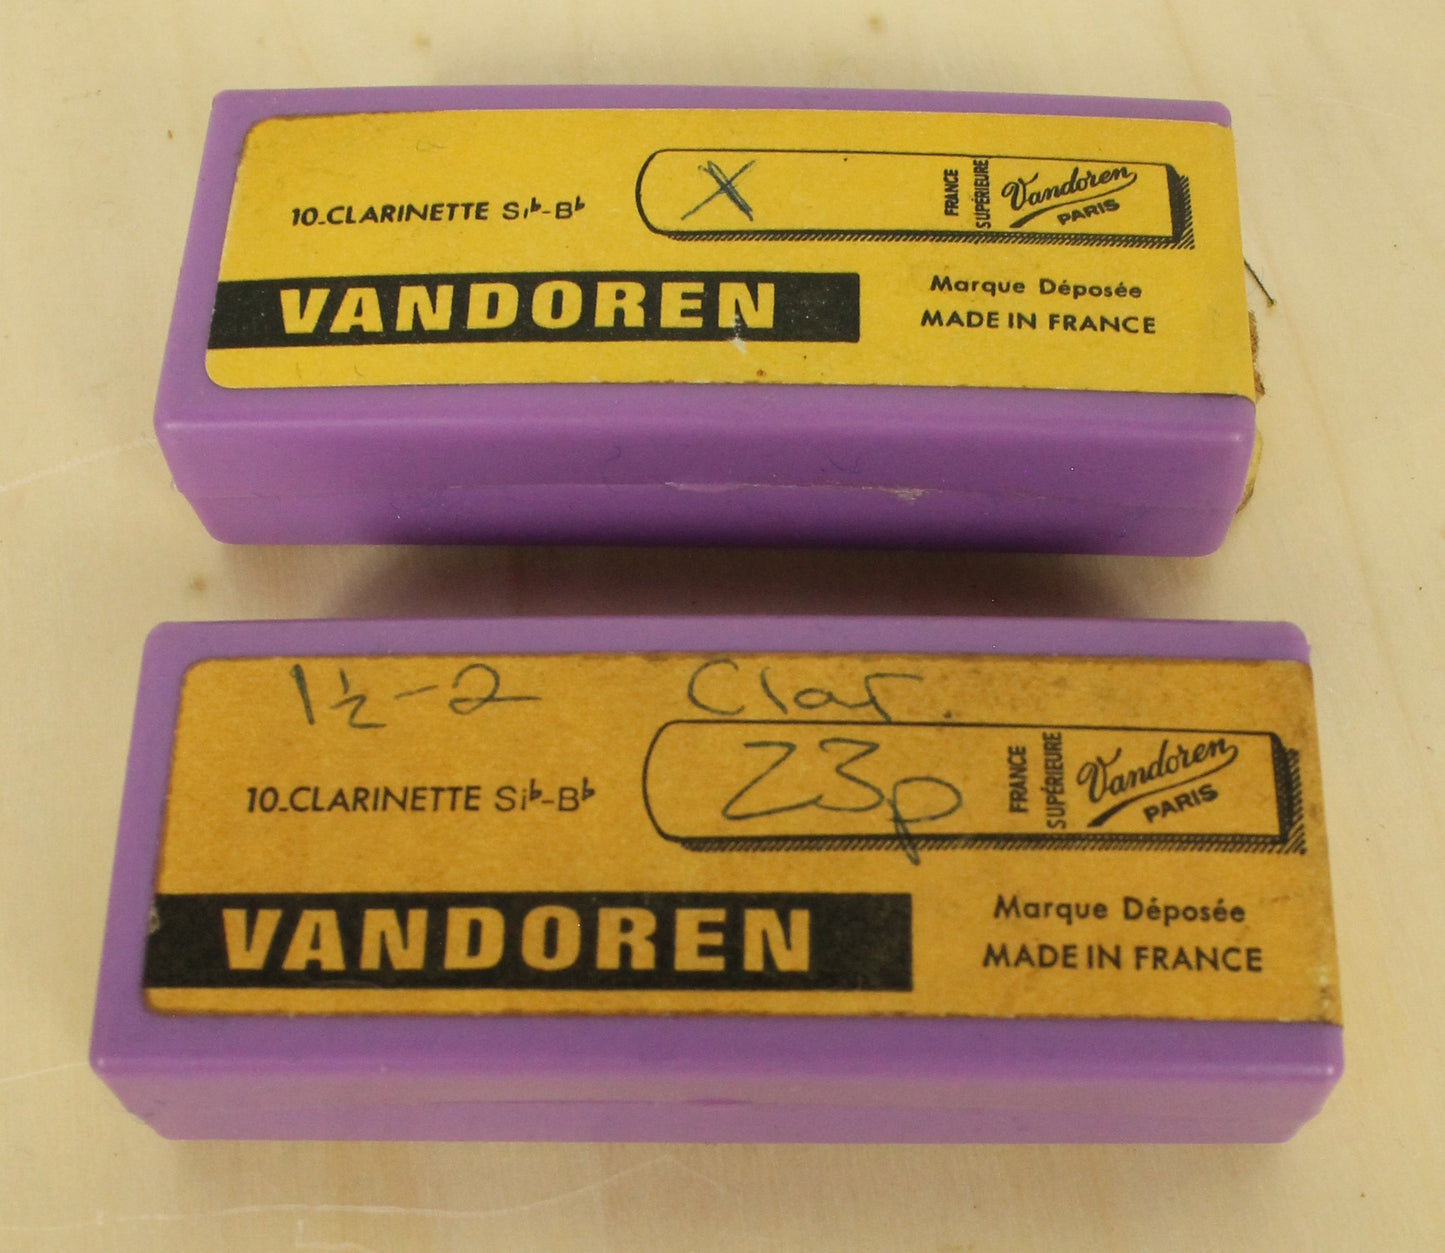 X
10-CLARINETTE Si♭-B♭
FRANCE
SUPÉRIEURE
Vandoren
PARIS
VANDOREN
Marque Déposée
MADE IN FRANCE
1½-2 Clar.
23p
10-CLARINETTE Si♭-B♭
FRANCE
SUPÉRIEURE
Vandoren
PARIS
VANDOREN
Marque Déposée
MADE IN FRANCE